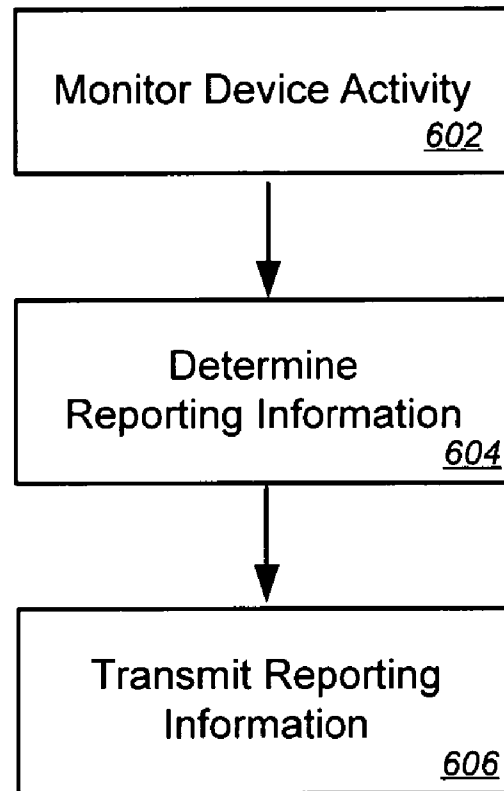 Monitor Device Activity
602
Determine
Reporting Information
604
Transmit Reporting
Information
606